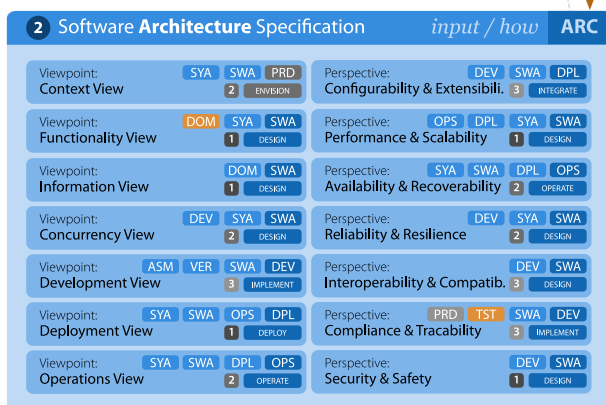 2 Software Architecture Specification input / how ARC
Viewpoint: SYA SWA PRD
Context View 2 ENVISION
Viewpoint: DOM SYA SWA
Functionality View 1 DESIGN
Viewpoint: DOM SWA
Information View 1 DESIGN
Viewpoint: DEV SYA SWA
Concurrency View 2 DESIGN
Viewpoint: ASM VER SWA DEV
Development View 3 IMPLEMENT
Viewpoint: SYA SWA OPS DPL
Deployment View 1 DEPLOY
Viewpoint: SYA SWA DPL OPS
Operations View 2 OPERATE
Perspective: DEV SWA DPL
Configurability & Extensibili. 3 INTEGRATE
Perspective: OPS DPL SYA SWA
Performance & Scalability 1 DESIGN
Perspective: SYA SWA DPL OPS
Availability & Recoverability 2 OPERATE
Perspective: DEV SYA SWA
Reliability & Resilience 2 DESIGN
Perspective: DEV SWA
Interoperability & Compatib. 3 DESIGN
Perspective: PRD TST SWA DEV
Compliance & Tracability 3 IMPLEMENT
Perspective: DEV SWA
Security & Safety 1 DESIGN